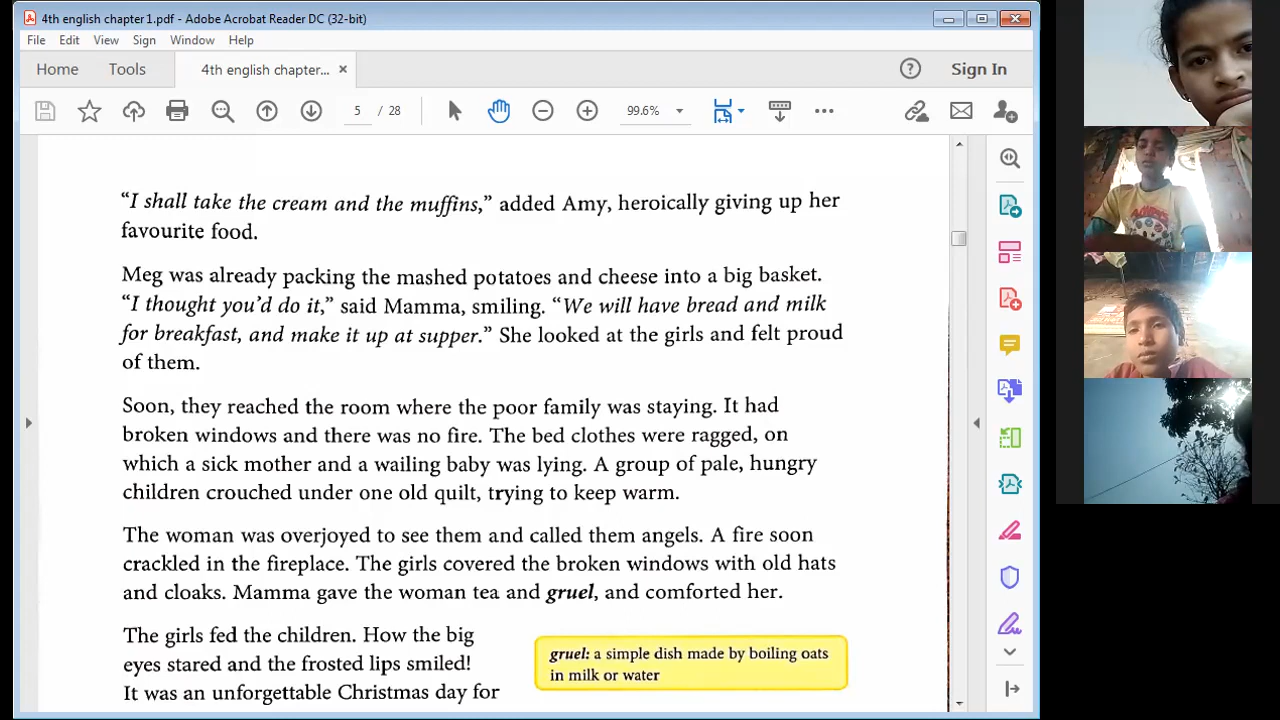 4th english chapter 1.pdf - Adobe Acrobat Reader DC (32-bit)
File Edit View Sign Window Help
Home Tools 4th english chapter... Sign In
5 / 28 99.6%
“I shall take the cream and the muffins,” added Amy, heroically giving up her
favourite food.
Meg was already packing the mashed potatoes and cheese into a big basket.
“I thought you’d do it,” said Mamma, smiling. “We will have bread and milk
for breakfast, and make it up at supper.” She looked at the girls and felt proud
of them.
Soon, they reached the room where the poor family was staying. It had
broken windows and there was no fire. The bed clothes were ragged, on
which a sick mother and a wailing baby was lying. A group of pale, hungry
children crouched under one old quilt, trying to keep warm.
The woman was overjoyed to see them and called them angels. A fire soon
crackled in the fireplace. The girls covered the broken windows with old hats
and cloaks. Mamma gave the woman tea and gruel, and comforted her.
The girls fed the children. How the big
eyes stared and the frosted lips smiled!
It was an unforgettable Christmas day for
gruel: a simple dish made by boiling oats
in milk or water